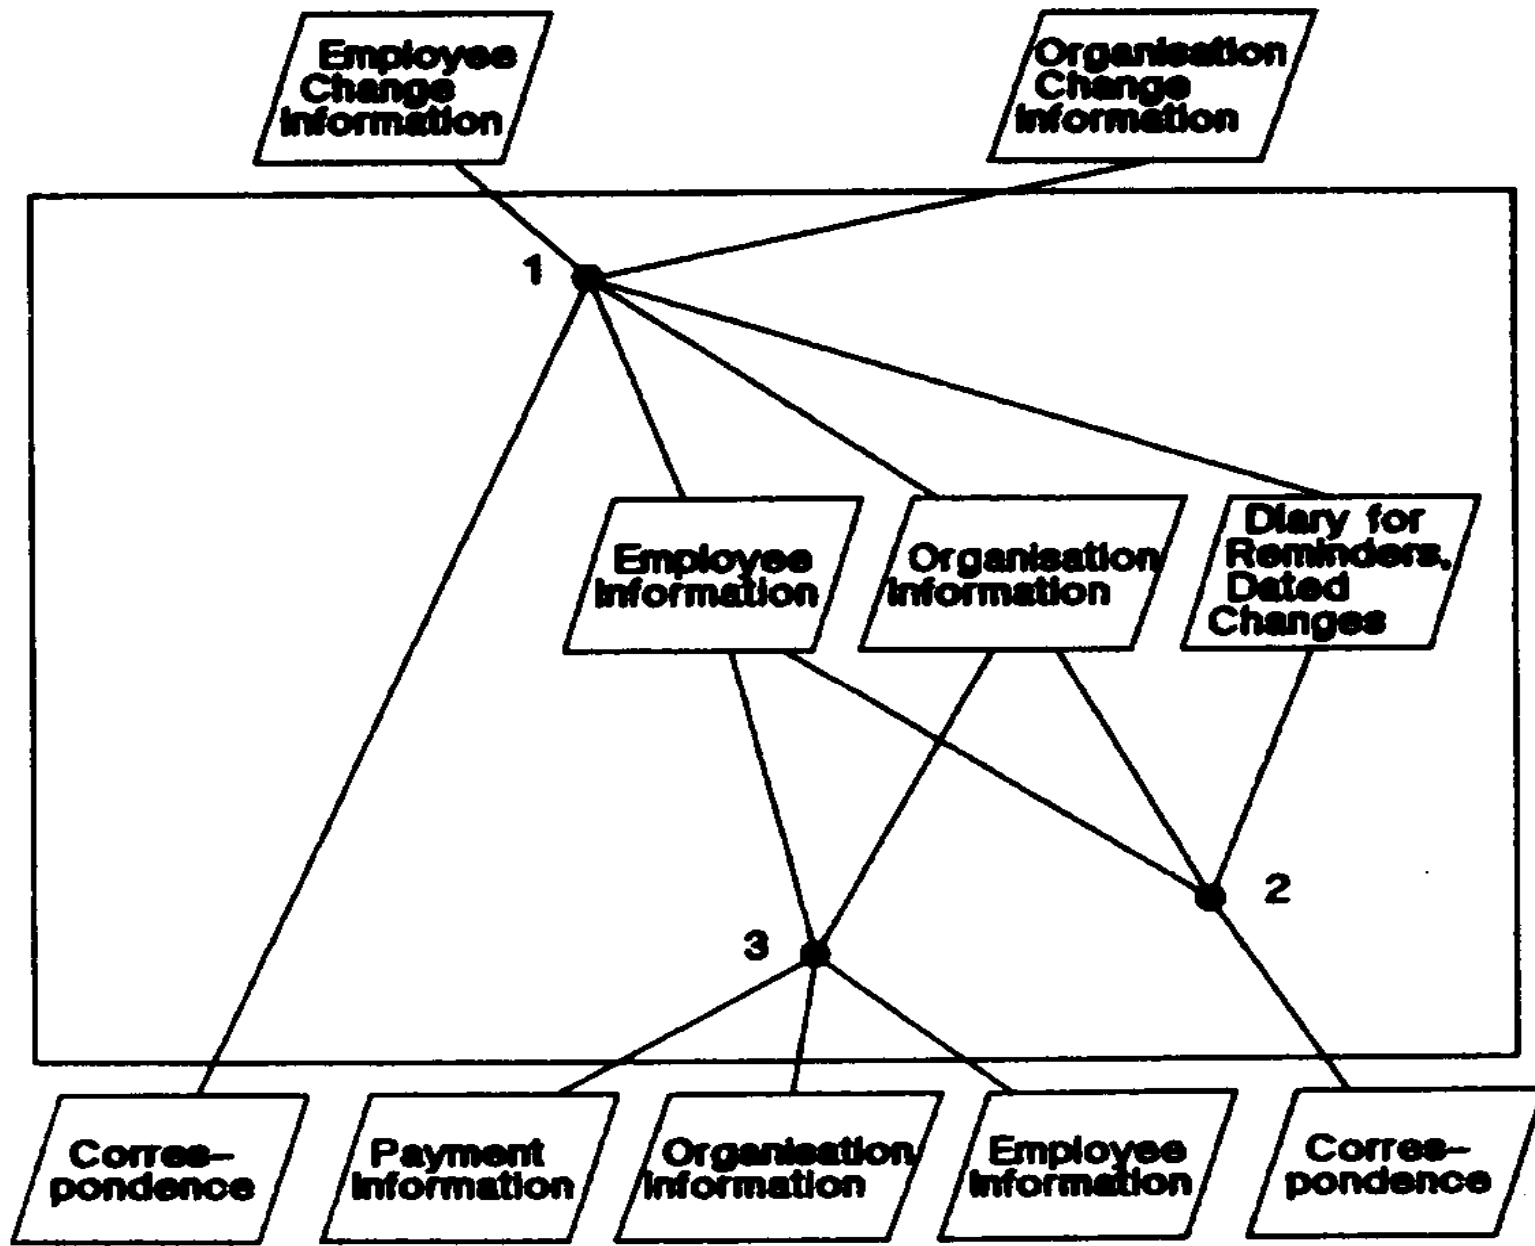 Employee
Change
Information
Organisation
Change
Information
1
Employee
Information
Organisation
Information
Diary for
Reminders,
Dated
Changes
2
3
Corres-
pondence
Payment
Information
Organisation
Information
Employee
Information
Corres-
pondence